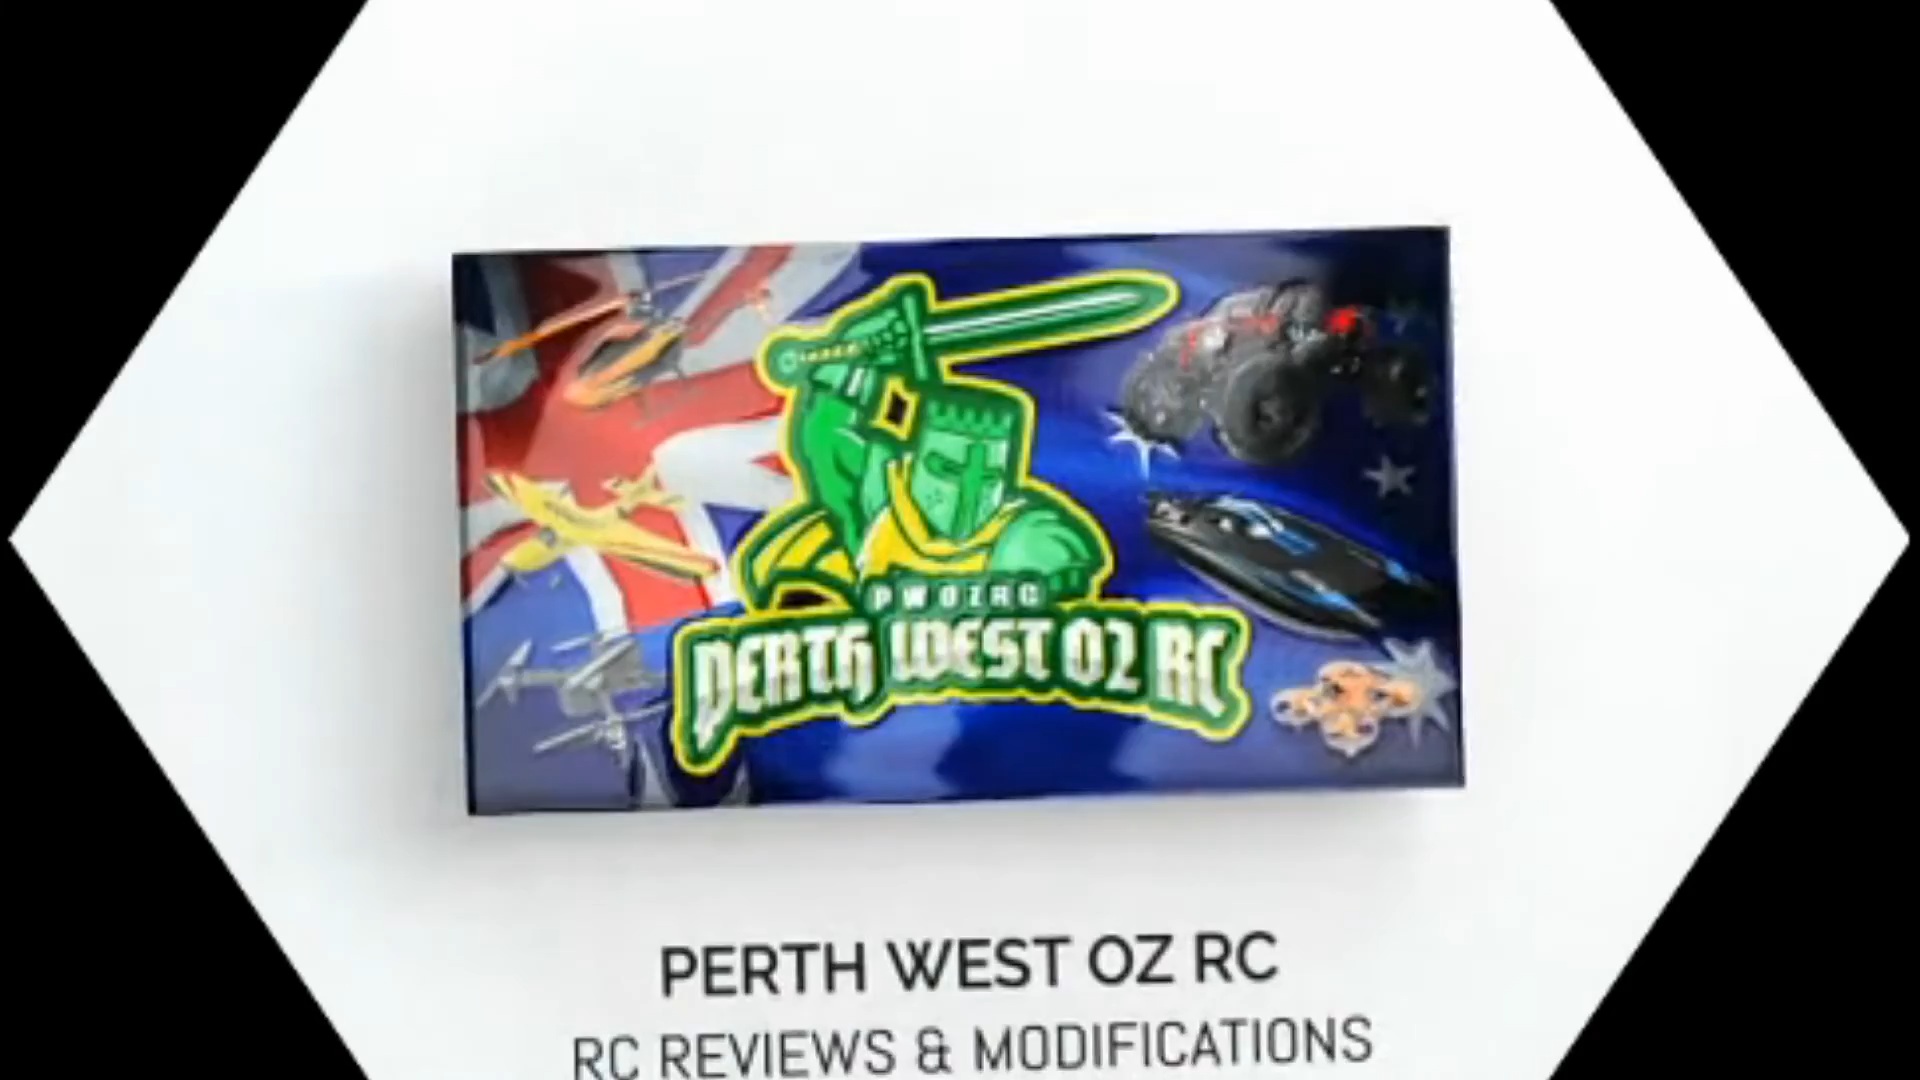 PWOZRC
PERTH WEST OZ RC
PERTH WEST OZ RC
RC REVIEWS & MODIFICATIONS